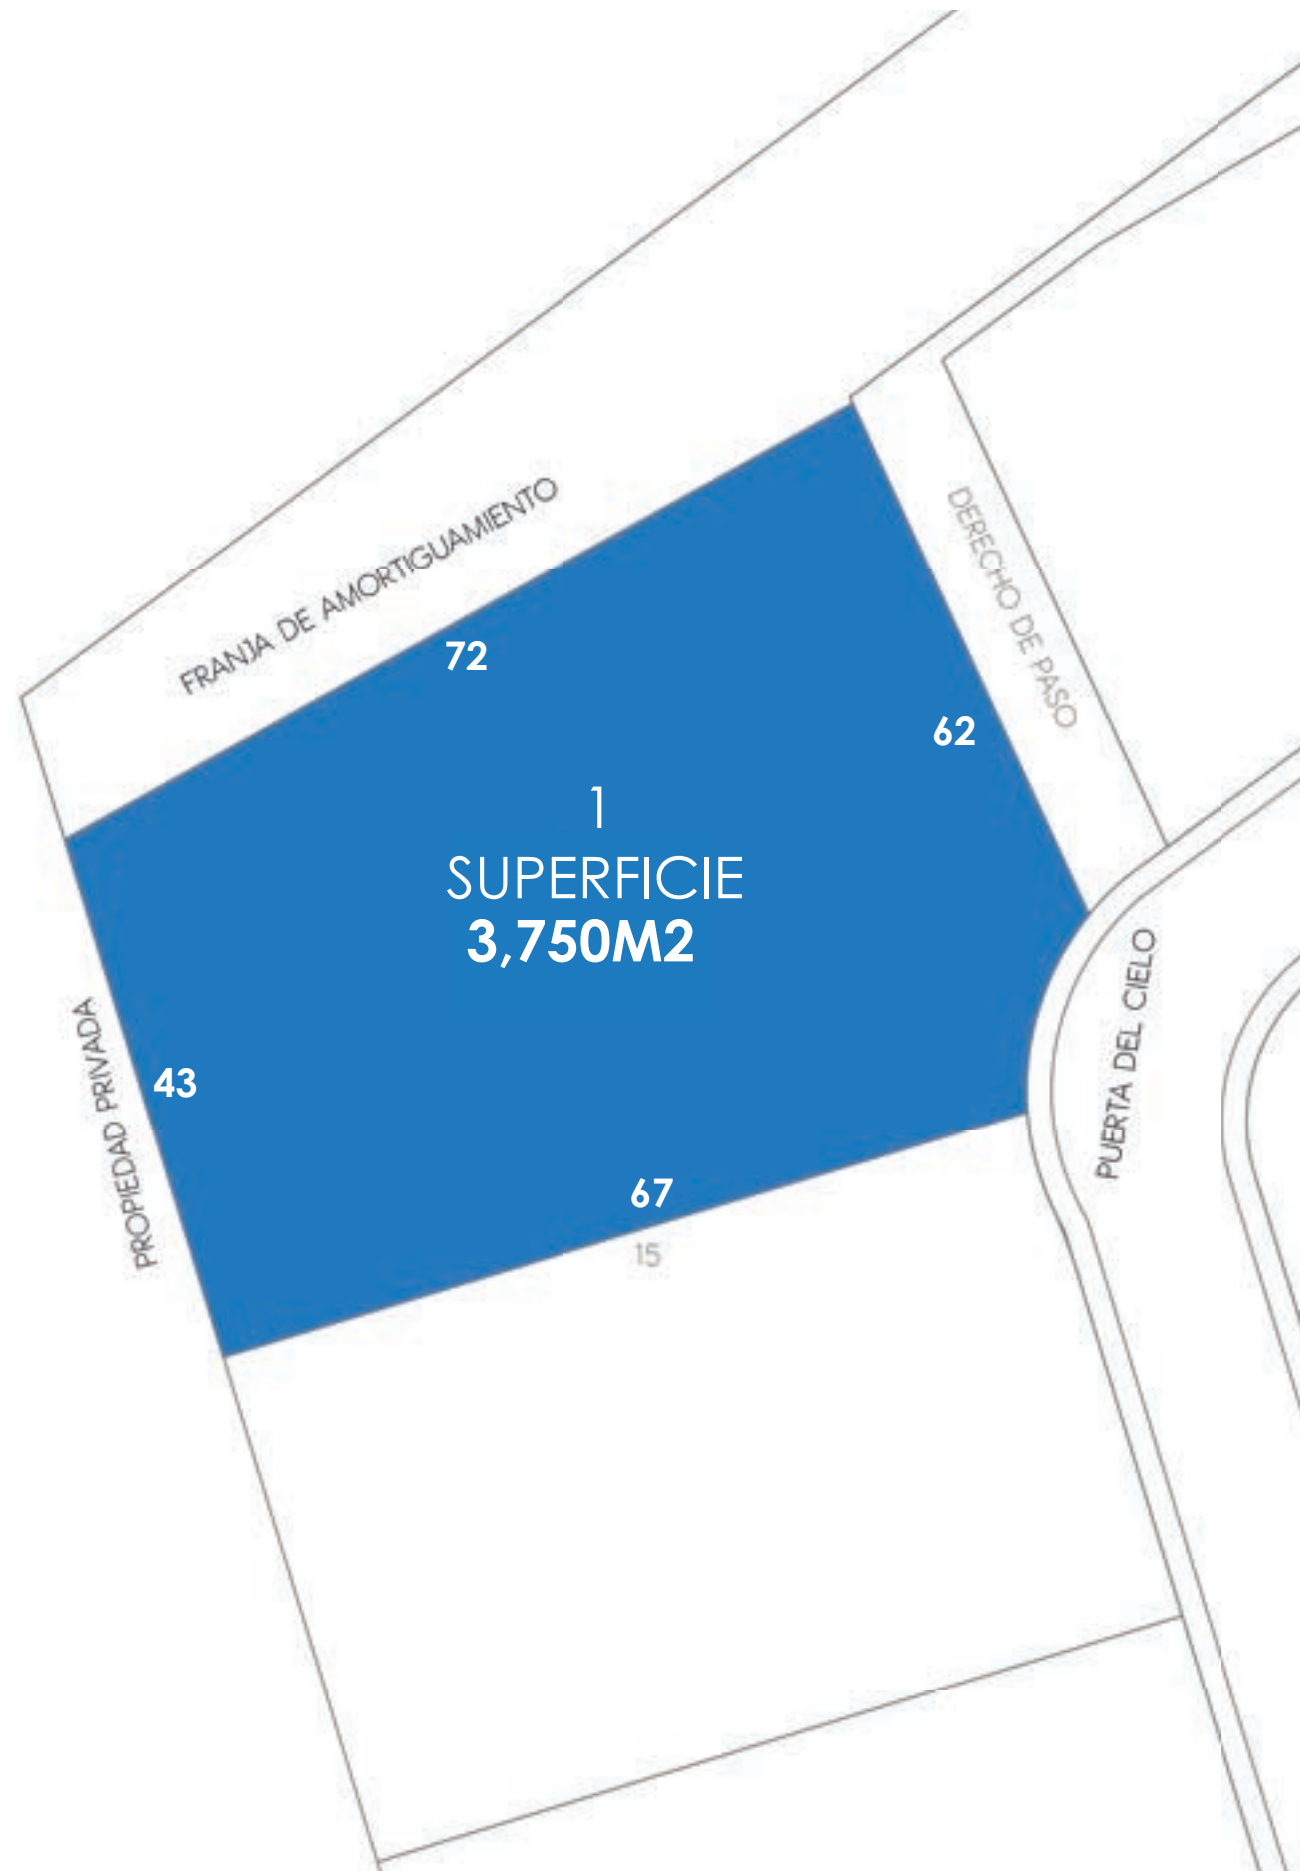 FRANJA DE AMORTIGUAMIENTO
DERECHO DE PASO
72
62
1
SUPERFICIE
3,750M2
PROPIEDAD PRIVADA
43
PUERTA DEL CIELO
67
15